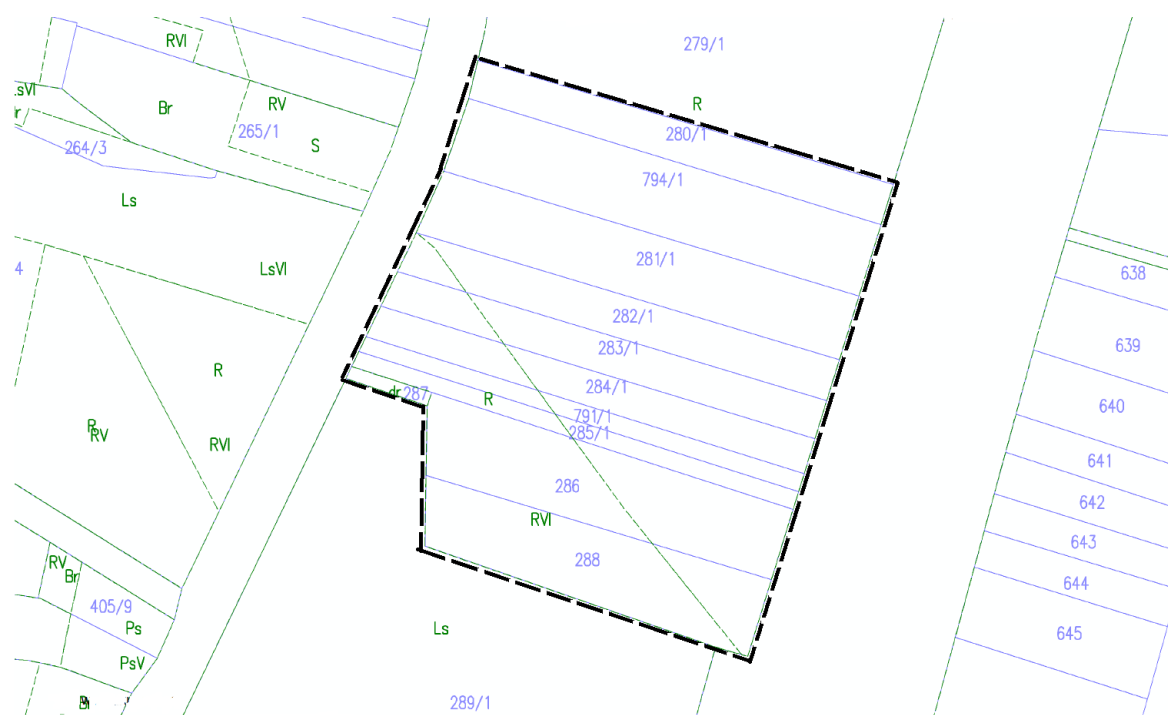 279/1
RVI
LsVI
Br
RV
R
265/1
280/1
264/3
S
794/1
Ls
281/1
4
LsVI
638
282/1
639
283/1
R
284/1
dr
287
R
640
791/1
R
RV
285/1
RVI
641
286
642
RVI
643
RV
288
Br
644
405/9
Ps
Ls
645
PsV
289/1